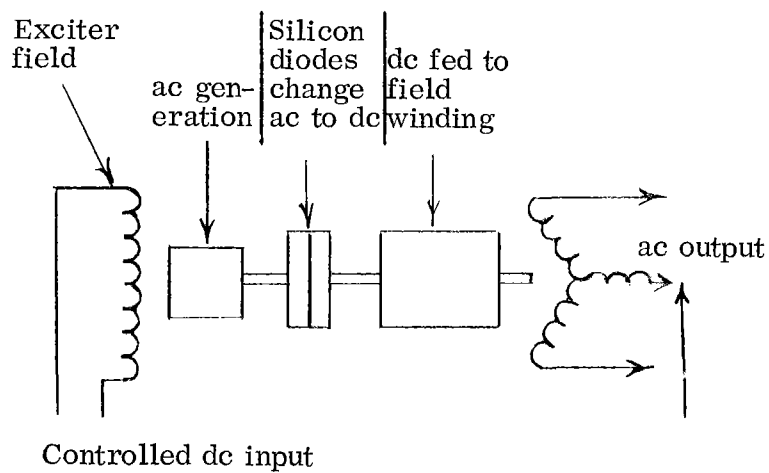 Exciter
field
ac gen-
eration
Silicon
diodes
change
ac to dc
dc fed to
field
winding
ac output
Controlled dc input